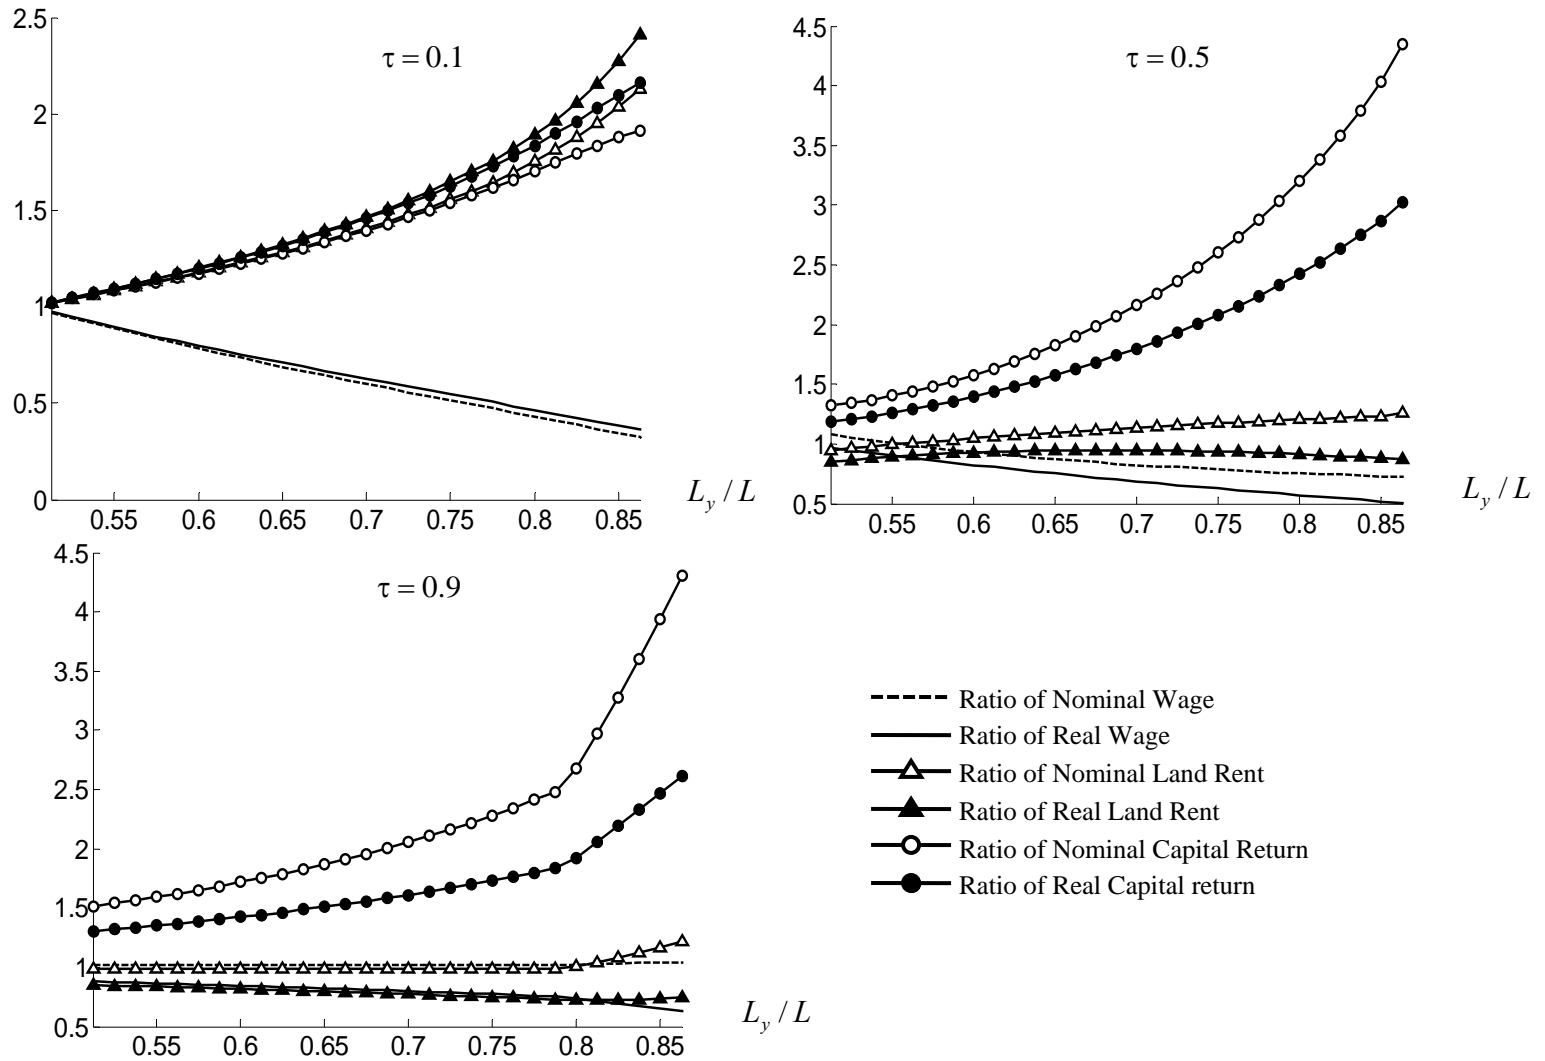 2.5
2
1.5
1
0.5
0
τ = 0.1
0.55 0.6 0.65 0.7 0.75 0.8 0.85
L_y / L
4.5
4
3.5
3
2.5
2
1.5
1
0.5
τ = 0.5
0.55 0.6 0.65 0.7 0.75 0.8 0.85
L_y / L
4.5
4
3.5
3
2.5
2
1.5
1
0.5
τ = 0.9
0.55 0.6 0.65 0.7 0.75 0.8 0.85
L_y / L
Ratio of Nominal Wage
Ratio of Real Wage
Ratio of Nominal Land Rent
Ratio of Real Land Rent
Ratio of Nominal Capital Return
Ratio of Real Capital return